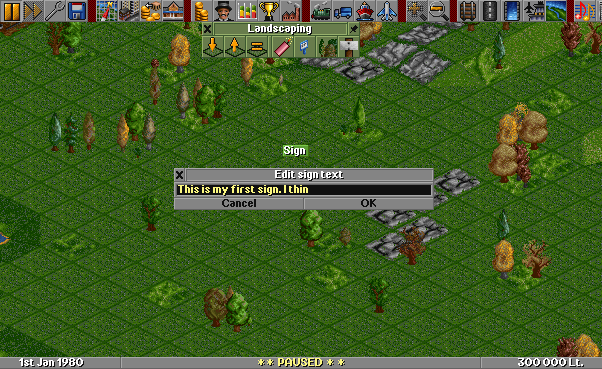 Landscaping
Sign
Edit sign text
This is my first sign. I thin
Cancel OK
1st Jan 1980 * * PAUSED * * 300 000 Lt.